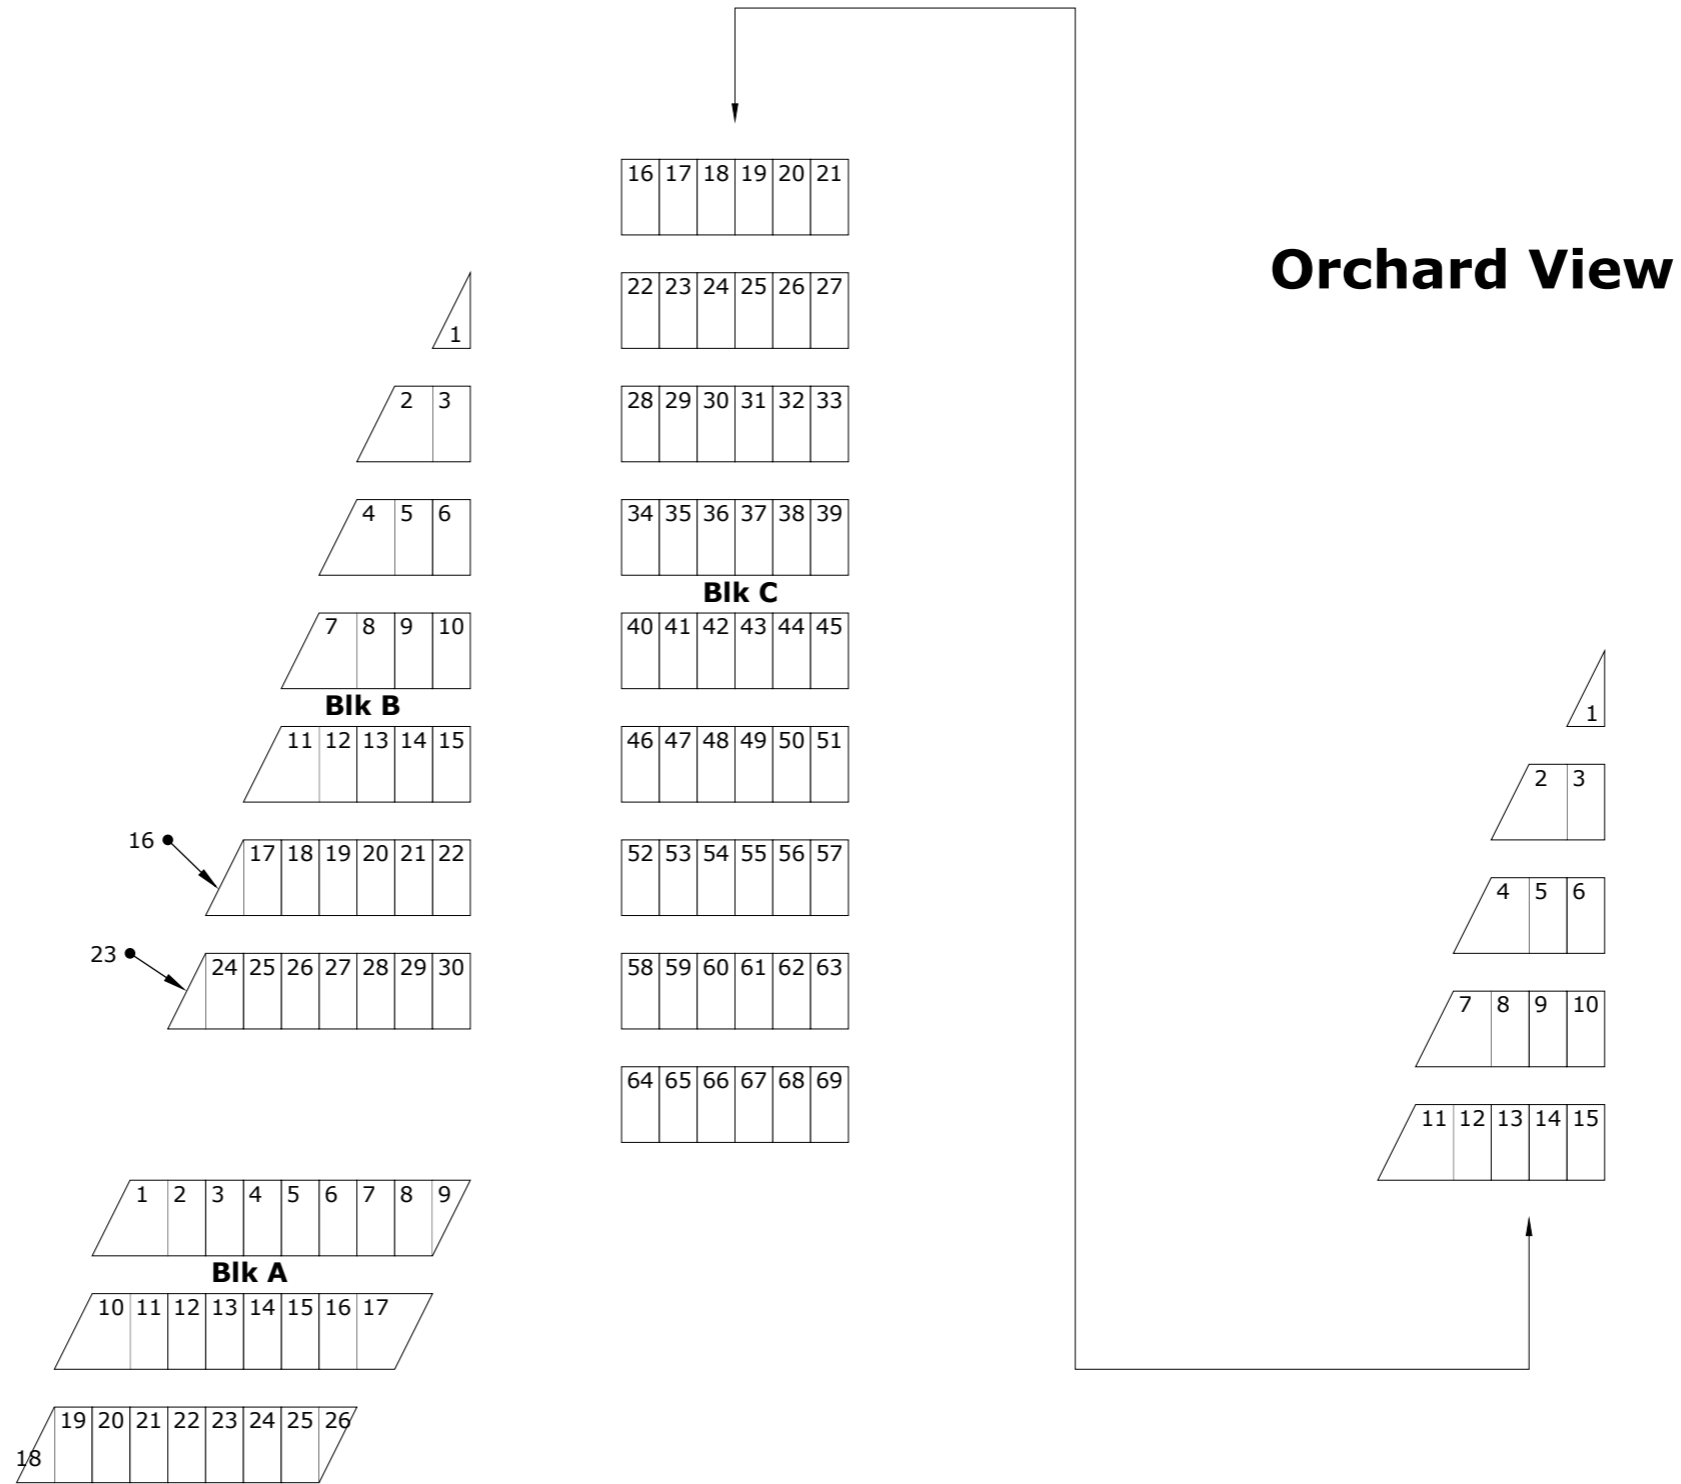 Orchard View
16 17 18 19 20 21
22 23 24 25 26 27
1
2 3
28 29 30 31 32 33
4 5 6
34 35 36 37 38 39
Blk C
7 8 9 10
40 41 42 43 44 45
Blk B
11 12 13 14 15
46 47 48 49 50 51
16
17 18 19 20 21 22
52 53 54 55 56 57
23
24 25 26 27 28 29 30
58 59 60 61 62 63
64 65 66 67 68 69
1 2 3 4 5 6 7 8 9
Blk A
10 11 12 13 14 15 16 17
18
19 20 21 22 23 24 25 26
1
2 3
4 5 6
7 8 9 10
11 12 13 14 15